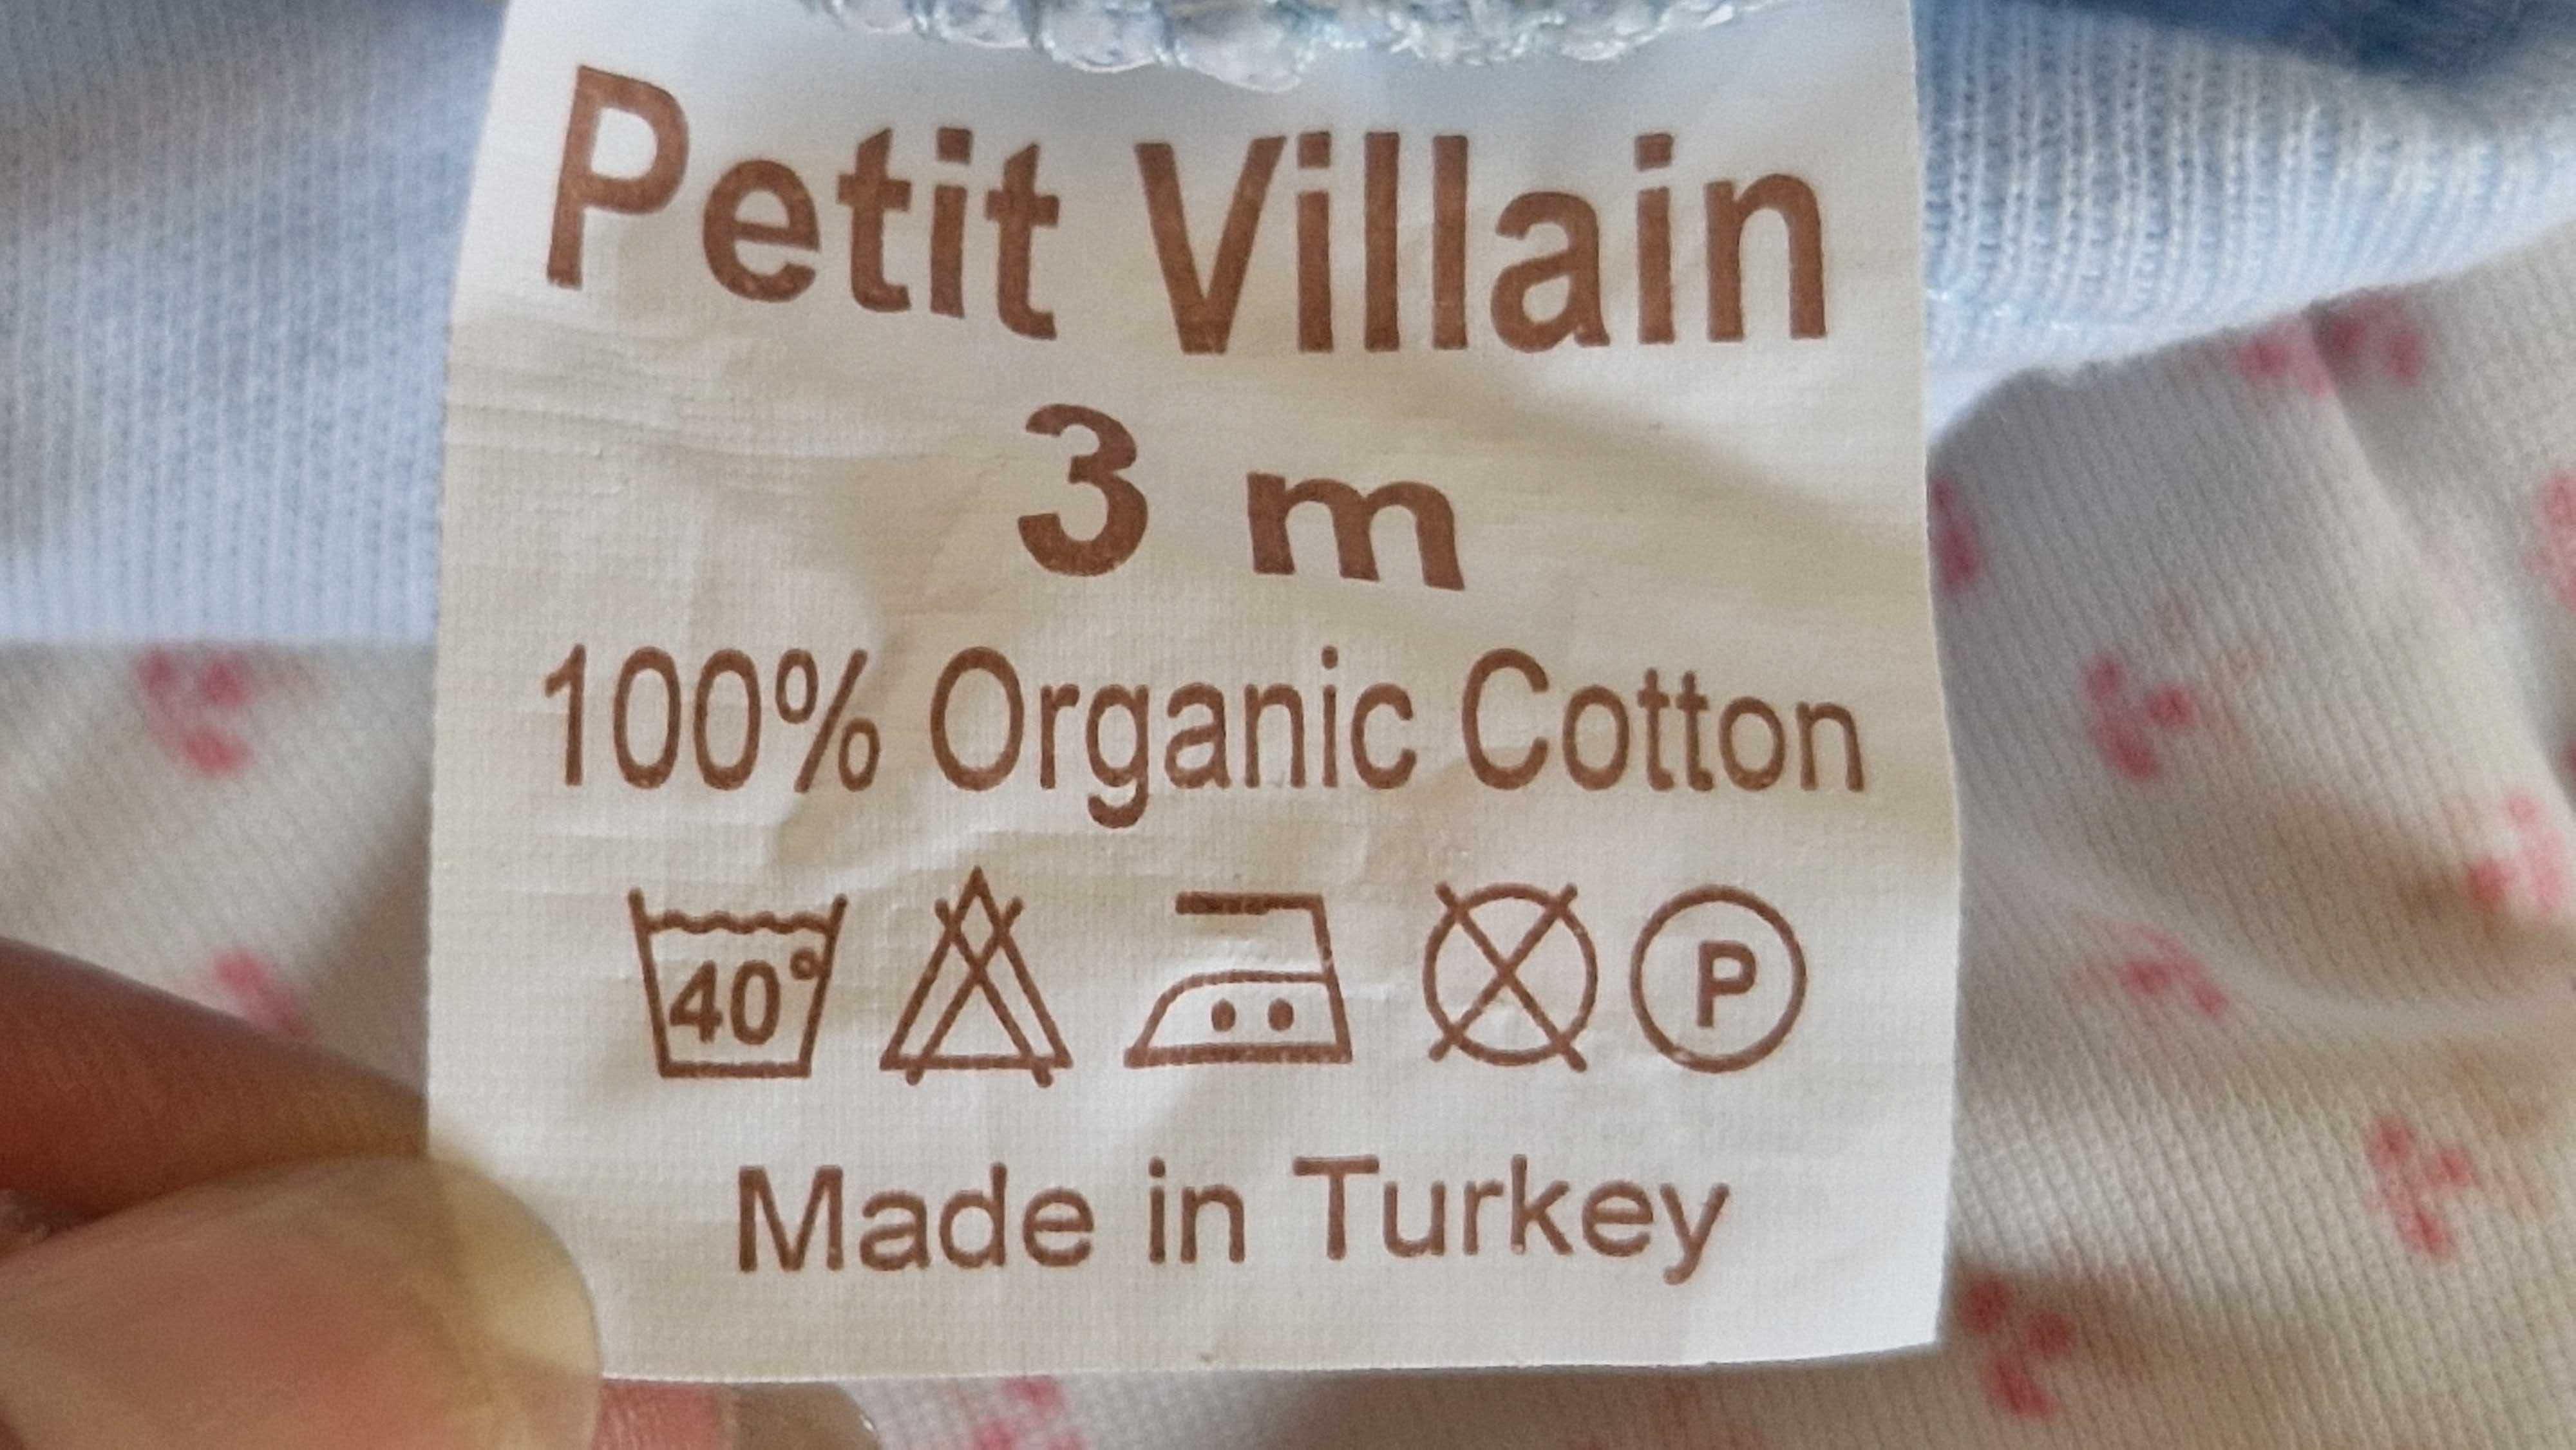 Petit Villain
3 m
100% Organic Cotton
40° P
Made in Turkey